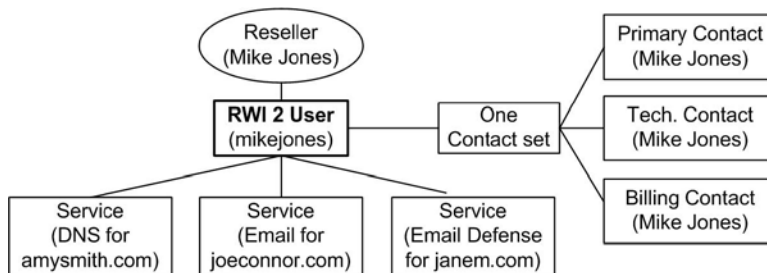 Reseller
(Mike Jones)
RWI 2 User
(mikejones)
One
Contact set
Primary Contact
(Mike Jones)
Tech. Contact
(Mike Jones)
Billing Contact
(Mike Jones)
Service
(DNS for
amysmith.com)
Service
(Email for
joeconnor.com)
Service
(Email Defense
for janem.com)